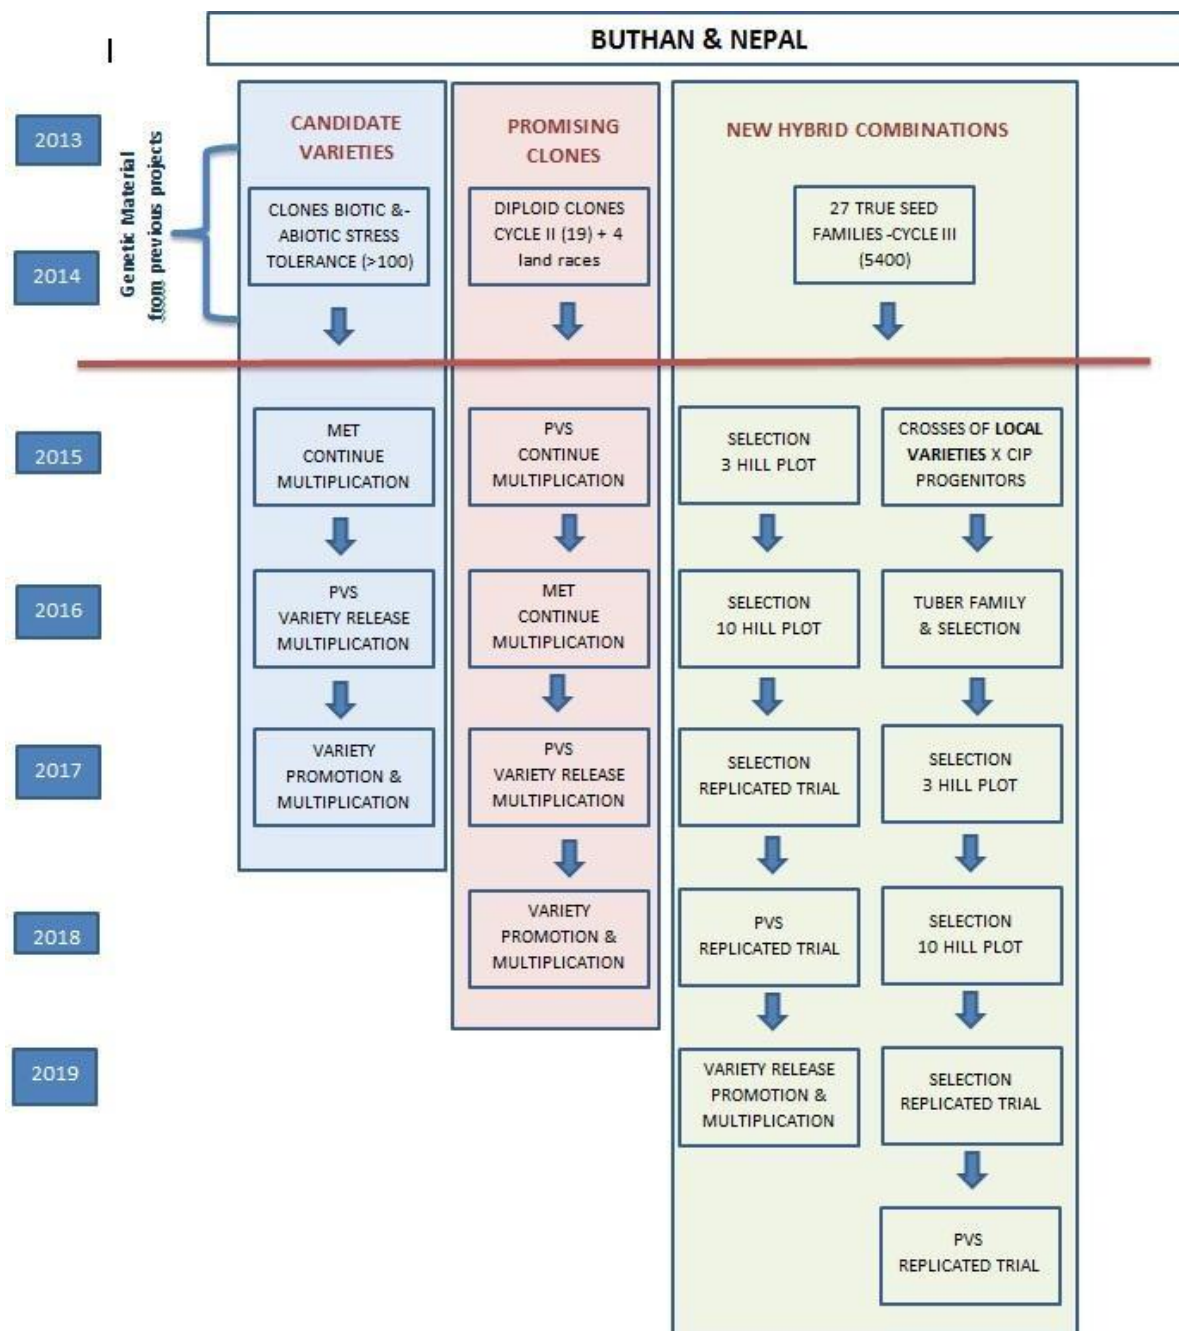 I
BUTHAN & NEPAL
2013
2014
Genetic Material
from previous projects
CANDIDATE
VARIETIES
CLONES BIOTIC &-
ABIOTIC STRESS
TOLERANCE (>100)
PROMISING
CLONES
DIPLOID CLONES
CYCLE II (19) + 4
land races
NEW HYBRID COMBINATIONS
27 TRUE SEED
FAMILIES -CYCLE III
(5400)
2015
MET
CONTINUE
MULTIPLICATION
PVS
CONTINUE
MULTIPLICATION
SELECTION
3 HILL PLOT
CROSSES OF LOCAL
VARIETIES X CIP
PROGENITORS
2016
PVS
VARIETY RELEASE
MULTIPLICATION
MET
CONTINUE
MULTIPLICATION
SELECTION
10 HILL PLOT
TUBER FAMILY
& SELECTION
2017
VARIETY
PROMOTION &
MULTIPLICATION
PVS
VARIETY RELEASE
MULTIPLICATION
SELECTION
REPLICATED TRIAL
SELECTION
3 HILL PLOT
2018
VARIETY
PROMOTION &
MULTIPLICATION
PVS
REPLICATED TRIAL
SELECTION
10 HILL PLOT
2019
VARIETY RELEASE
PROMOTION &
MULTIPLICATION
SELECTION
REPLICATED TRIAL
PVS
REPLICATED TRIAL